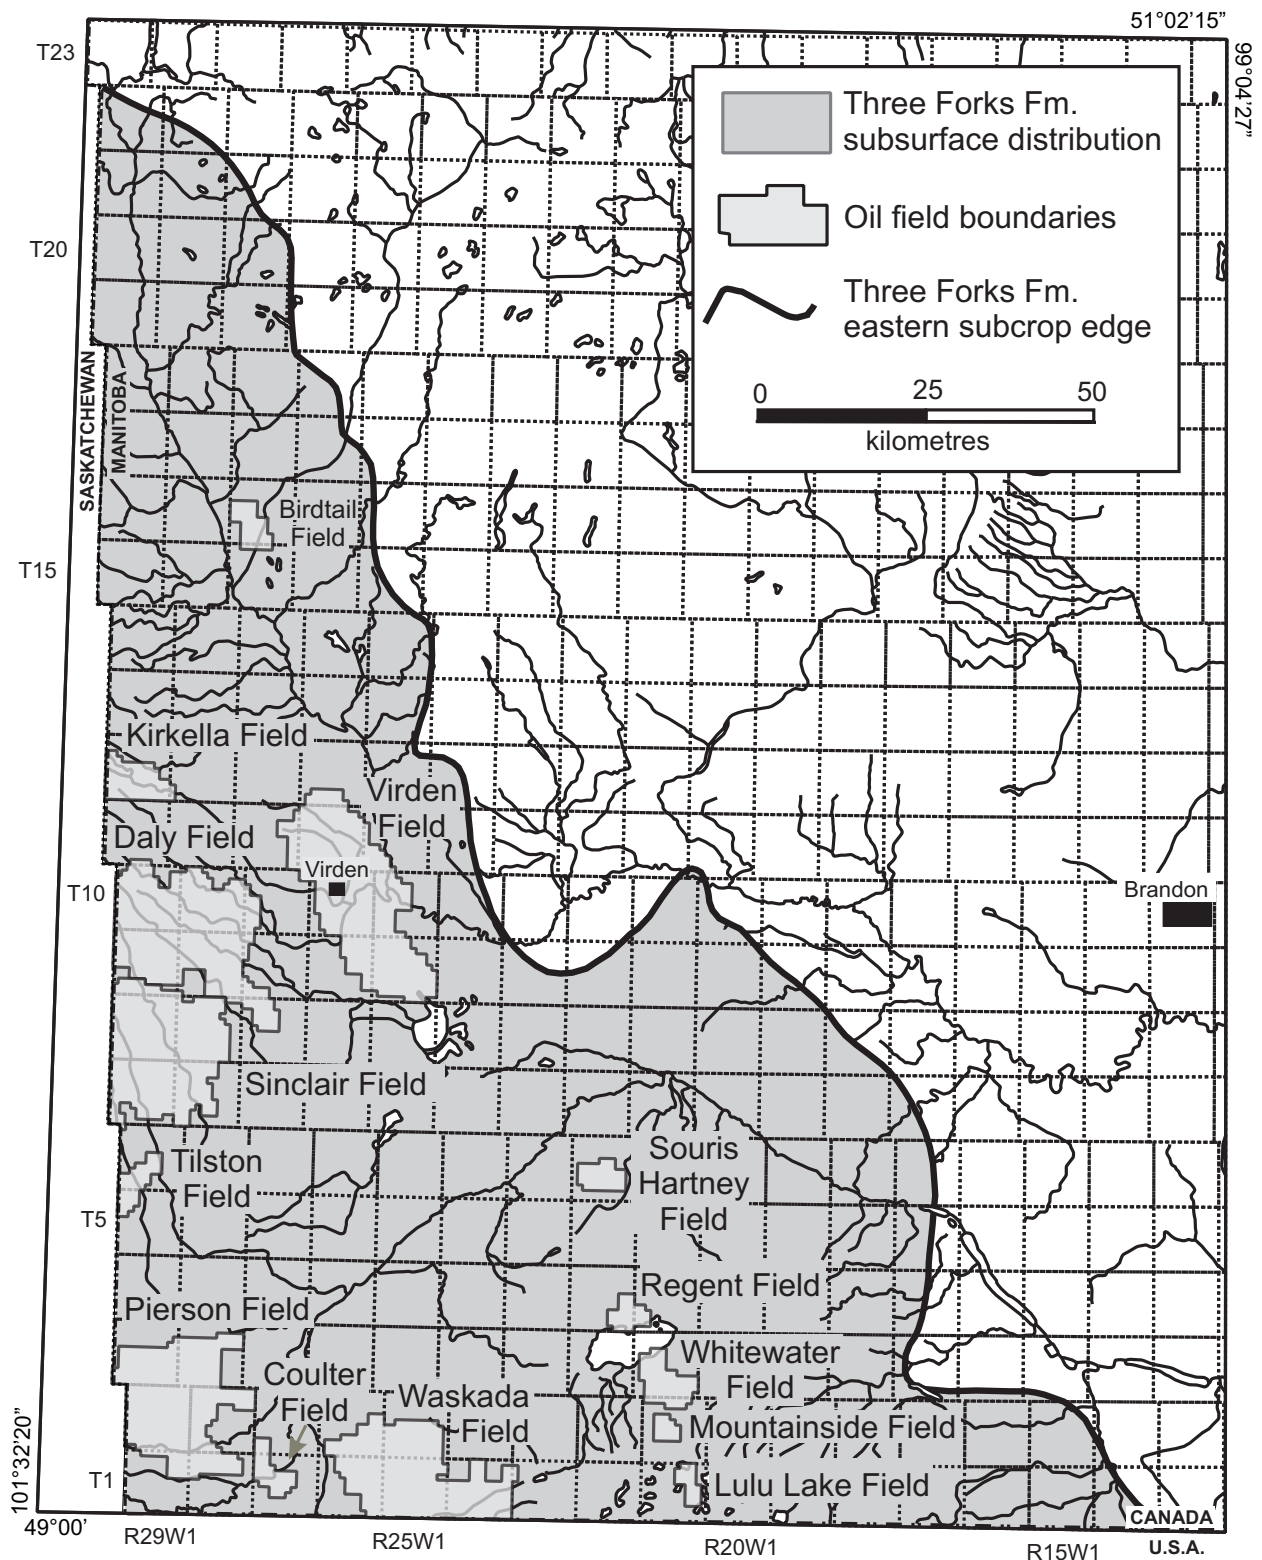 51°02'15"
99°04'27"
T23
Three Forks Fm.
subsurface distribution
Oil field boundaries
Three Forks Fm.
eastern subcrop edge
0 25 50
kilometres
T20
SASKATCHEWAN
MANITOBA
Birdtail
Field
T15
Kirkella Field
Virden
Field
Daly Field
Virden
T10
Brandon
Sinclair Field
Souris
Hartney
Field
Tilston
Field
T5
Regent Field
Pierson Field
Whitewater
Field
Coulter
Field
Waskada
Field
Mountainside Field
Lulu Lake Field
T1
101°32'20"
49°00'
CANADA
U.S.A.
R29W1
R25W1
R20W1
R15W1